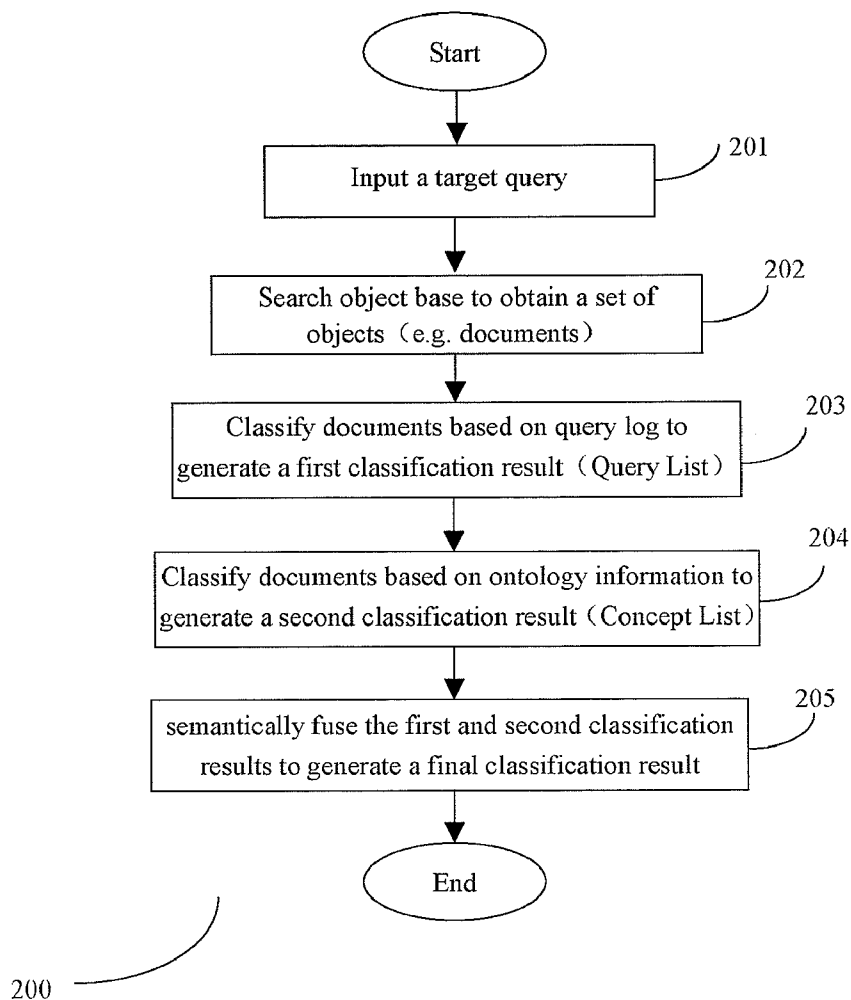 Start
201
Input a target query
202
Search object base to obtain a set of
objects（e.g. documents）
203
Classify documents based on query log to
generate a first classification result（Query List）
204
Classify documents based on ontology information to
generate a second classification result（Concept List）
205
semantically fuse the first and second classification
results to generate a final classification result
End
200